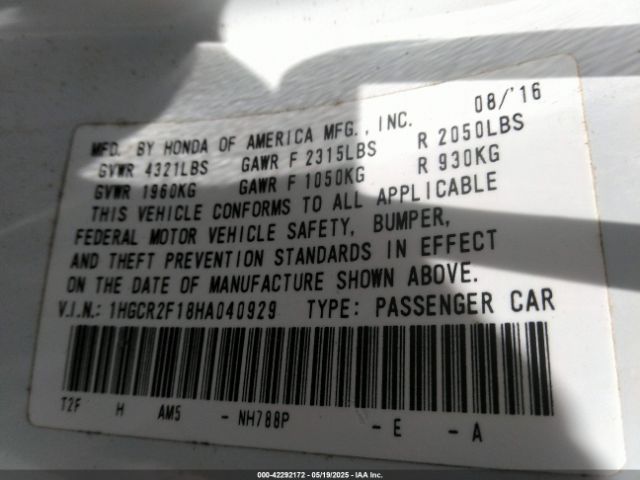 MFD. BY HONDA OF AMERICA MFG., INC. 08/'16
GVWR 4321LBS GAWR F 2315LBS R 2050LBS
GVWR 1960KG GAWR F 1050KG R 930KG
THIS VEHICLE CONFORMS TO ALL APPLICABLE
FEDERAL MOTOR VEHICLE SAFETY, BUMPER,
AND THEFT PREVENTION STANDARDS IN EFFECT
ON THE DATE OF MANUFACTURE SHOWN ABOVE.
V.I.N.: 1HGCR2F18HA040929 TYPE: PASSENGER CAR
T2F H AM5 - NH788P - E - A
000-42292172 - 05/19/2025 - IAA Inc.